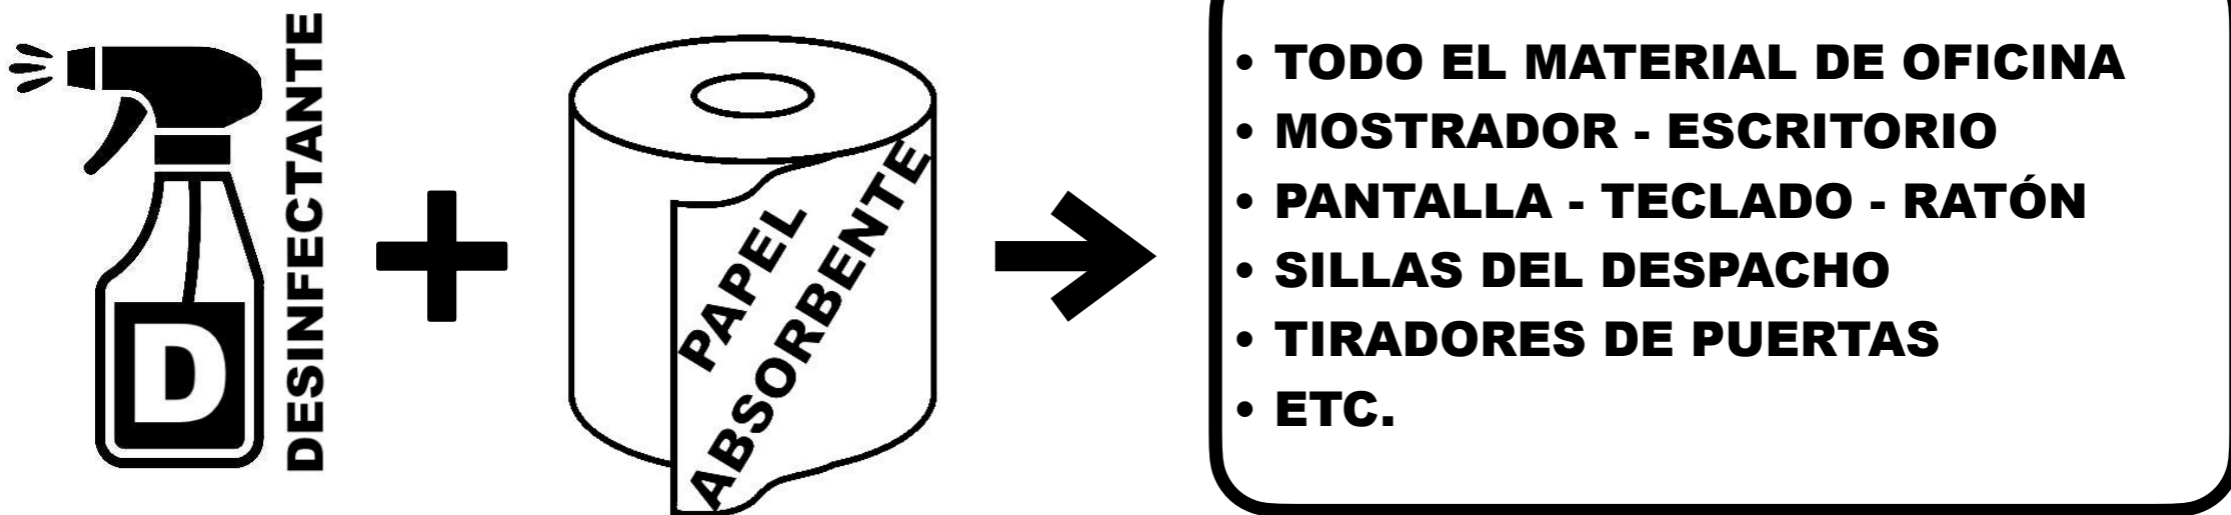 D
DESINFECTANTE
PAPEL
ABSORBENTE
• TODO EL MATERIAL DE OFICINA
• MOSTRADOR - ESCRITORIO
• PANTALLA - TECLADO - RATÓN
• SILLAS DEL DESPACHO
• TIRADORES DE PUERTAS
• ETC.